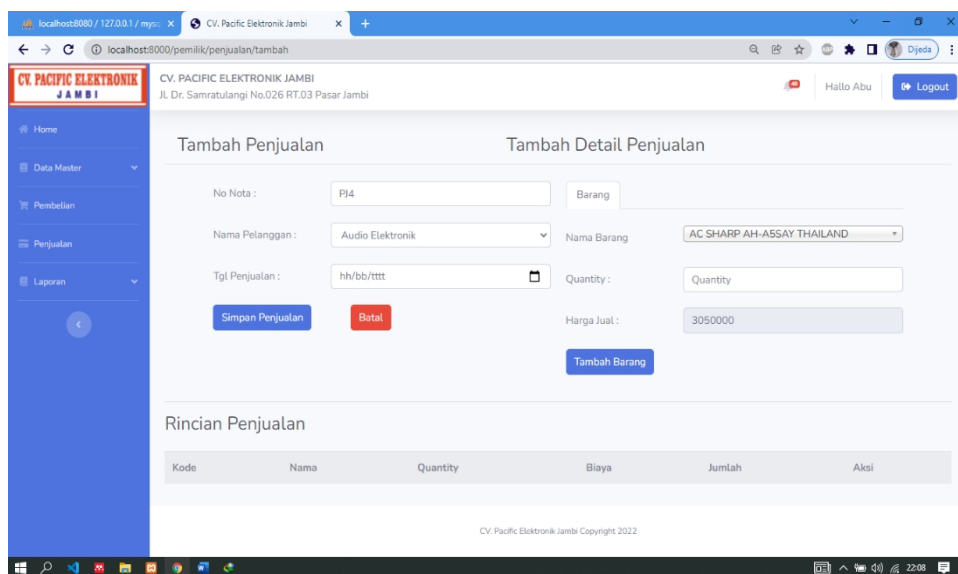 localhost:8080 / 127.0.0.1 / mysq
CV. Pacific Elektronik Jambi
localhost:8000/pemilik/penjualan/tambah
Dijeda
CV. PACIFIC ELEKTRONIK
JAMBI
CV. PACIFIC ELEKTRONIK JAMBI
JL Dr. Samratulangi No.026 RT.03 Pasar Jambi
Hallo Abu
Logout
Home
Data Master
Pembelian
Penjualan
Laporan
Tambah Penjualan
No Nota :
PJ4
Nama Pelanggan :
Audio Elektronik
Tgl Penjualan :
hh/bb/tttt
Simpan Penjualan
Batal
Tambah Detail Penjualan
Barang
Nama Barang
AC SHARP AH-A5SAY THAILAND
Quantity :
Quantity
Harga Jual :
3050000
Tambah Barang
Rincian Penjualan
Kode Nama Quantity Biaya Jumlah Aksi
CV. Pacific Elektronik Jambi Copyright 2022
22:08